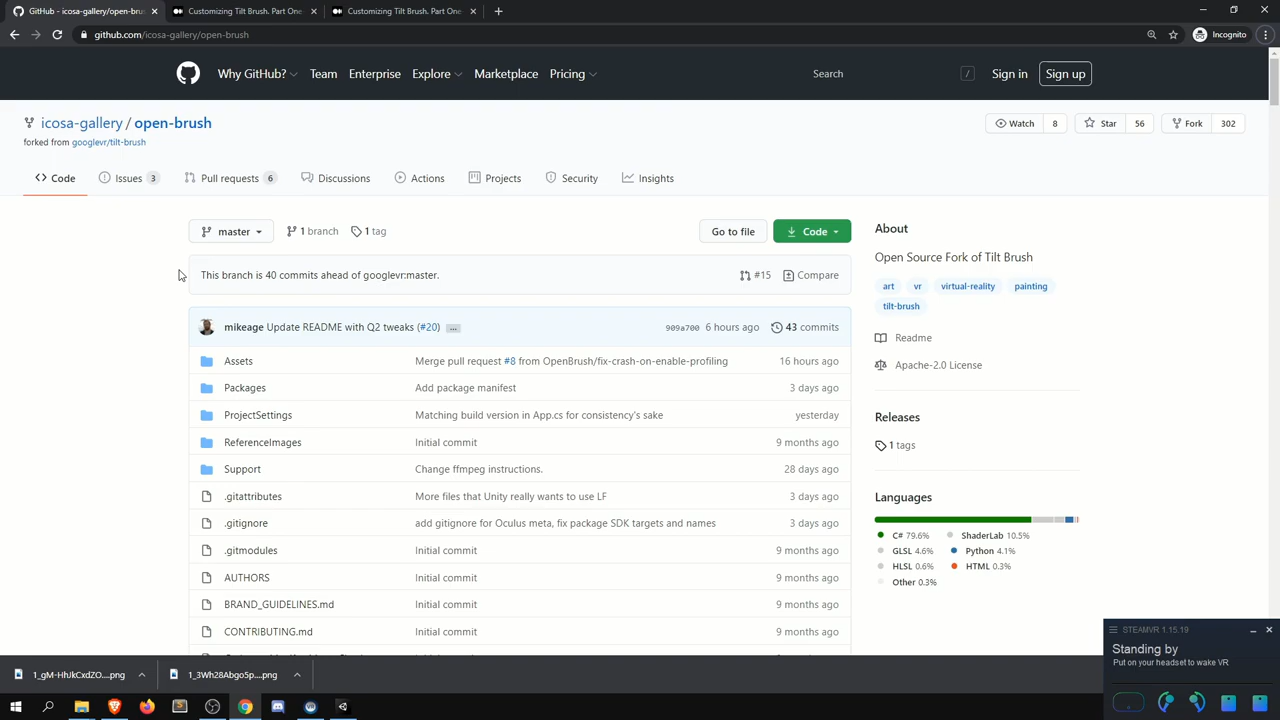 GitHub - icosa-gallery/open-brus
Customizing Tilt Brush. Part One
Customizing Tilt Brush. Part One
github.com/icosa-gallery/open-brush
Incognito
Why GitHub?
Team
Enterprise
Explore
Marketplace
Pricing
Search
/
Sign in
Sign up
icosa-gallery / open-brush
forked from googlevr/tilt-brush
Watch 8
Star 56
Fork 302
Code
Issues 3
Pull requests 6
Discussions
Actions
Projects
Security
Insights
master
1 branch
1 tag
Go to file
Code
This branch is 40 commits ahead of googlevr:master.
#15
Compare
mikeage Update README with Q2 tweaks (#20) ...
909a700 6 hours ago
43 commits
Assets Merge pull request #8 from OpenBrush/fix-crash-on-enable-profiling 16 hours ago
Packages Add package manifest 3 days ago
ProjectSettings Matching build version in App.cs for consistency's sake yesterday
ReferenceImages Initial commit 9 months ago
Support Change ffmpeg instructions. 28 days ago
.gitattributes More files that Unity really wants to use LF 3 days ago
.gitignore add gitignore for Oculus meta, fix package SDK targets and names 3 days ago
.gitmodules Initial commit 9 months ago
AUTHORS Initial commit 9 months ago
BRAND_GUIDELINES.md Initial commit 9 months ago
CONTRIBUTING.md Initial commit 9 months ago
About
Open Source Fork of Tilt Brush
art vr virtual-reality painting
tilt-brush
Readme
Apache-2.0 License
Releases
1 tags
Languages
C# 79.6% ShaderLab 10.5%
GLSL 4.6% Python 4.1%
HLSL 0.6% HTML 0.3%
Other 0.3%
STEAMVR 1.15.19
Standing by
Put on your headset to wake VR
1_gM-HhJkCxdZO....png
1_3Wh28Abgo5p....png